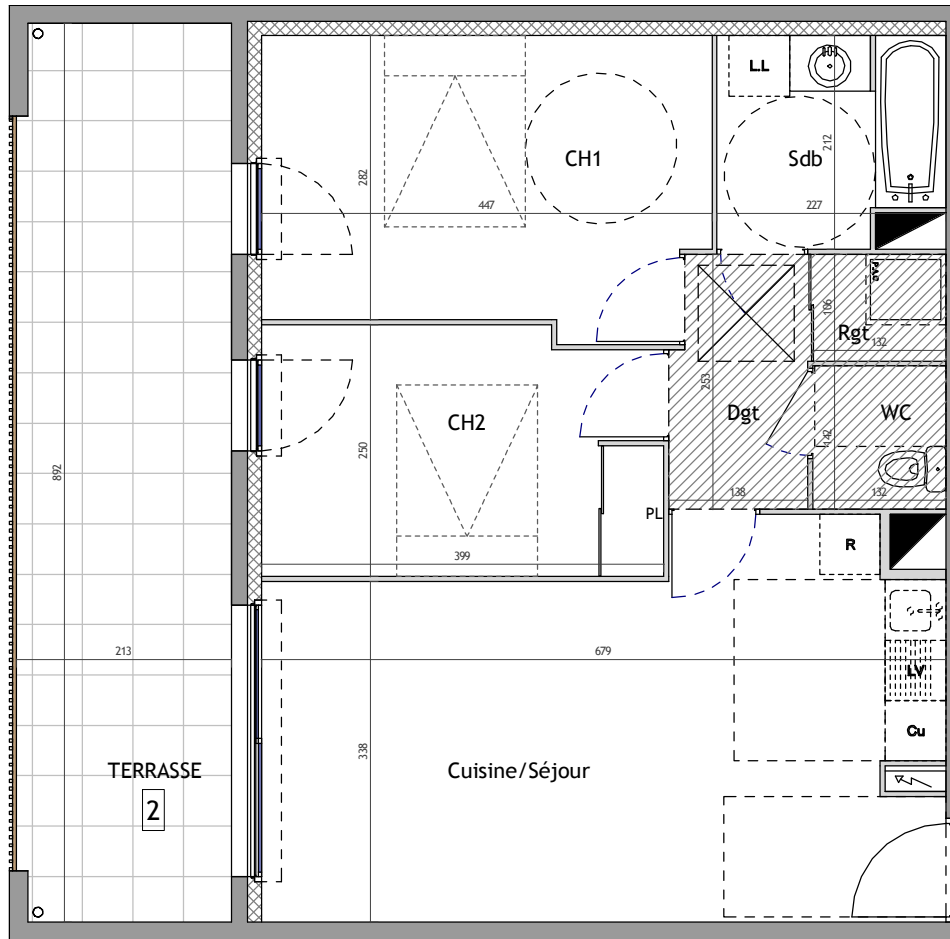 LL
CH1
Sdb
212
282
447
227
PAC
106
Rgt
132
253
CH2
Dgt
WC
142
250
892
138
132
PL
399
R
213
679
LV
Cu
338
TERRASSE
Cuisine/Séjour
2